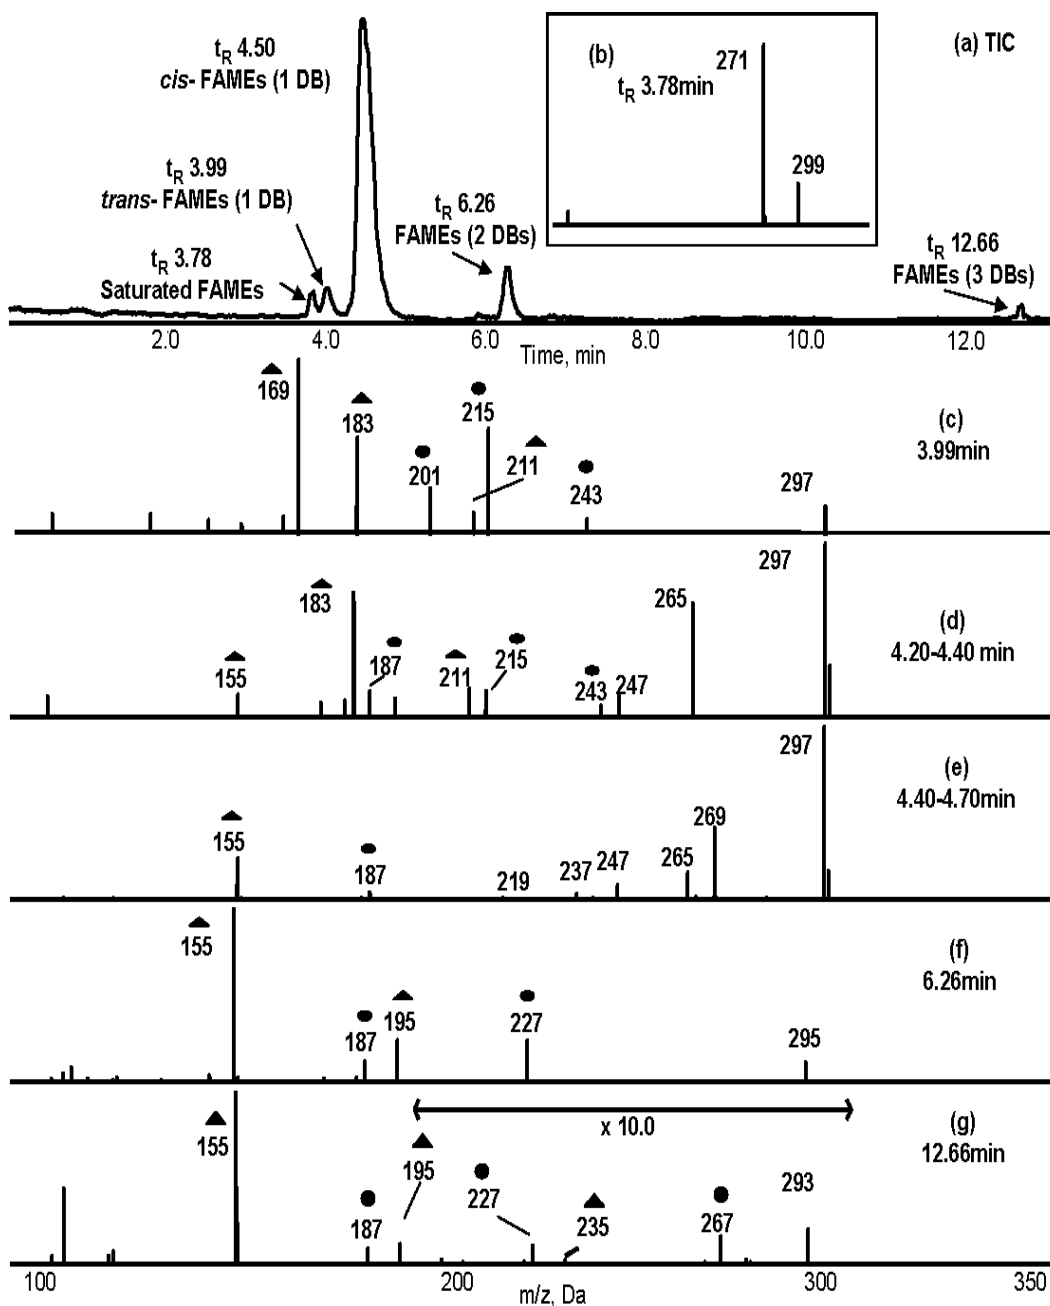 (a) TIC
t_R 4.50
cis- FAMEs (1 DB)
t_R 3.99
trans- FAMEs (1 DB)
t_R 3.78
Saturated FAMEs
t_R 6.26
FAMEs (2 DBs)
t_R 12.66
FAMEs (3 DBs)
(b)
t_R 3.78min
271
299
2.0
4.0
6.0
8.0
10.0
12.0
Time, min
169
183
201
215
211
243
297
(c)
3.99min
155
183
187
211
215
243
247
265
297
(d)
4.20-4.40 min
155
187
219
237
247
265
269
297
(e)
4.40-4.70min
155
187
195
227
295
(f)
6.26min
x 10.0
155
187
195
227
235
267
293
(g)
12.66min
100
200
300
350
m/z, Da